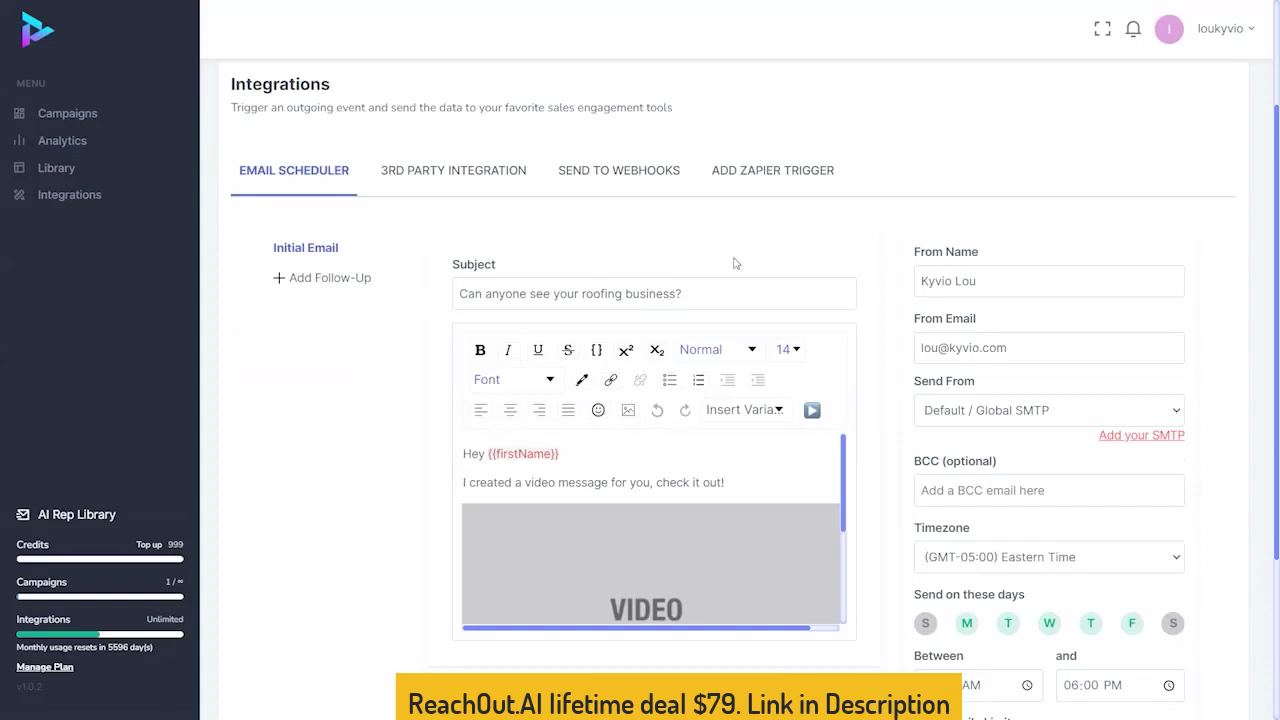 MENU
Campaigns
Analytics
Library
Integrations
AI Rep Library
Credits Top up 999
Campaigns 1 / ∞
Integrations Unlimited
Monthly usage resets in 5596 day(s)
Manage Plan
v1.0.2
I loukyvio
Integrations
Trigger an outgoing event and send the data to your favorite sales engagement tools
EMAIL SCHEDULER 3RD PARTY INTEGRATION SEND TO WEBHOOKS ADD ZAPIER TRIGGER
Initial Email
+ Add Follow-Up
Subject
Can anyone see your roofing business?
B I U S {} x² x₂ Normal 14
Font
Insert Varia...
Hey {{firstName}}
I created a video message for you, check it out!
VIDEO
From Name
Kyvio Lou
From Email
lou@kyvio.com
Send From
Default / Global SMTP
Add your SMTP
BCC (optional)
Add a BCC email here
Timezone
(GMT-05:00) Eastern Time
Send on these days
S M T W T F S
Between and
AM 06:00 PM
ReachOut.AI lifetime deal $79. Link in Description